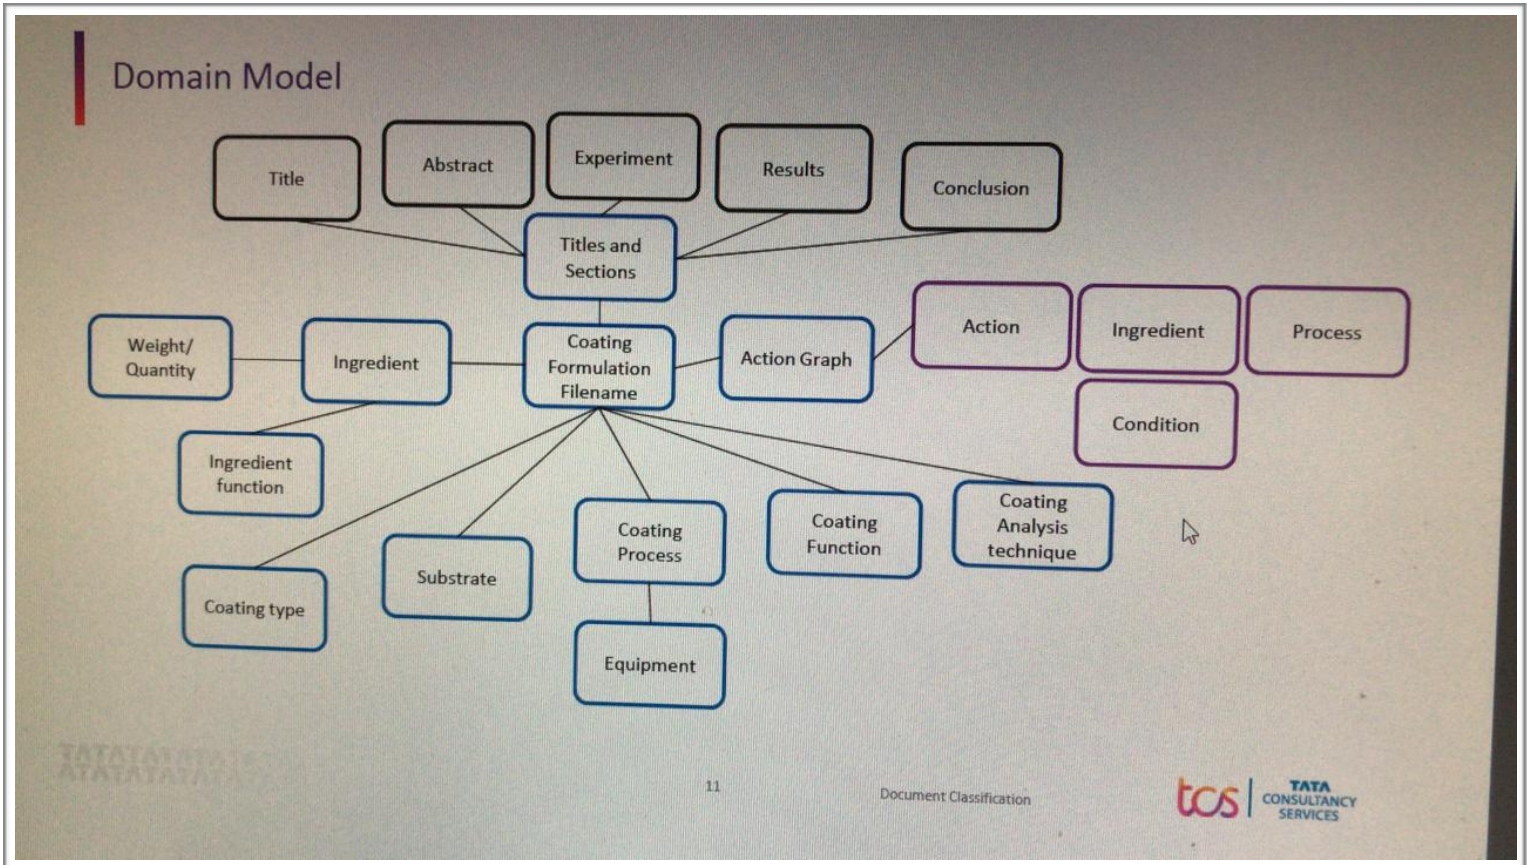 Domain Model
Title
Abstract
Experiment
Results
Conclusion
Titles and
Sections
Weight/
Quantity
Ingredient
Coating
Formulation
Filename
Action Graph
Action
Ingredient
Process
Condition
Ingredient
function
Coating type
Substrate
Coating
Process
Coating
Function
Coating
Analysis
technique
Equipment
TATATATATATATA
ATATATATATATA
11
Document Classification
tcs
TATA
CONSULTANCY
SERVICES